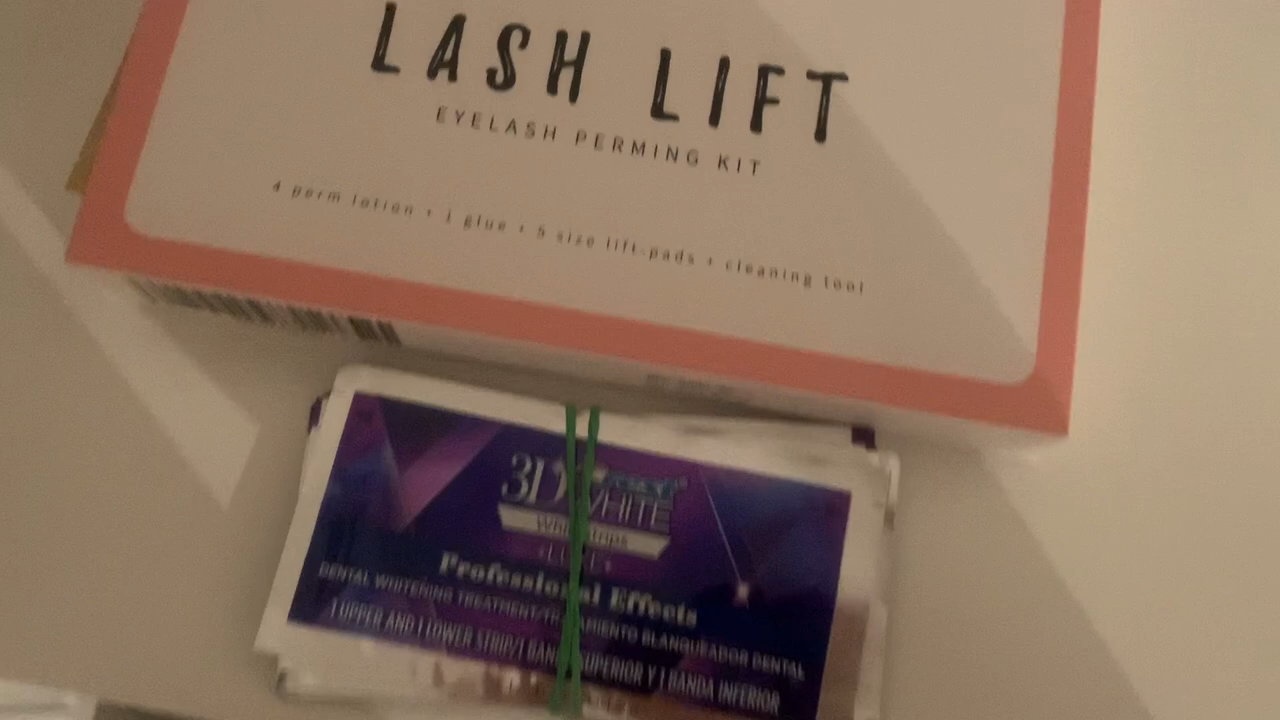 LASH LIFT
EYELASH PERMING KIT
4 perm lotion + 1 glue + 5 size lift-pads + cleaning tool
3D WHITE
Whitestrips
Professional Effects
DENTAL WHITENING TREATMENT/TRATAMIENTO BLANQUEADOR DENTAL
1 UPPER AND 1 LOWER STRIP/1 BANDA SUPERIOR Y 1 BANDA INFERIOR